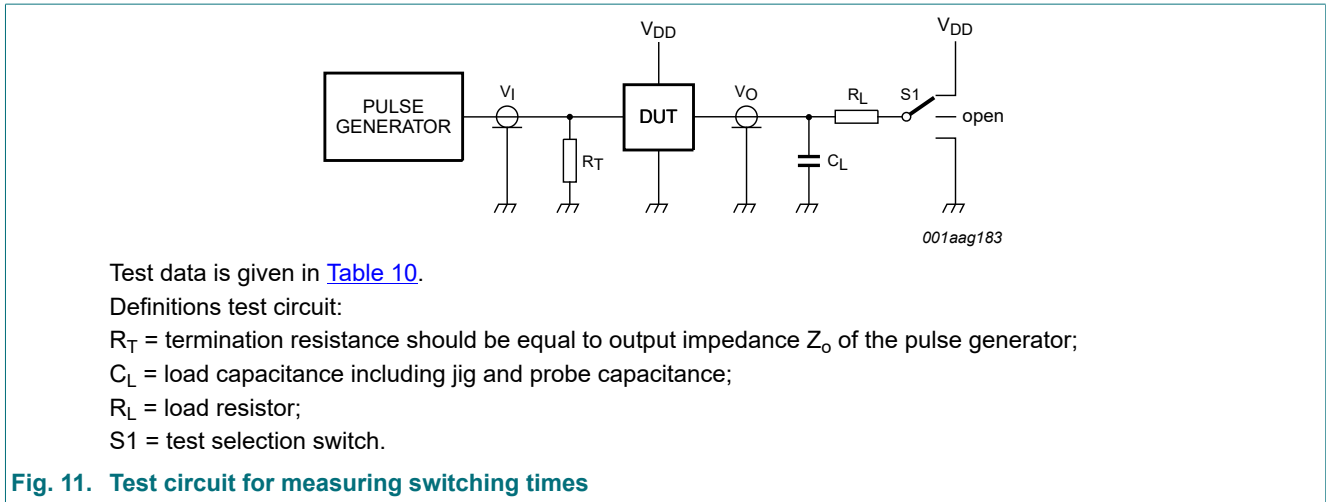 VDD
VDD
PULSE
GENERATOR
VI
DUT
VO
RL
S1
open
RT
CL
001aag183
Test data is given in Table 10.
Definitions test circuit:
RT = termination resistance should be equal to output impedance Zo of the pulse generator;
CL = load capacitance including jig and probe capacitance;
RL = load resistor;
S1 = test selection switch.
Fig. 11. Test circuit for measuring switching times